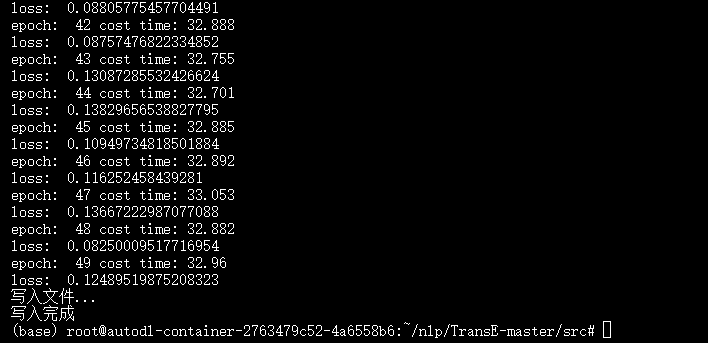 loss:  0.08805775457704491
epoch:  42 cost time: 32.888
loss:  0.08757476822334852
epoch:  43 cost time: 32.755
loss:  0.13087285532426624
epoch:  44 cost time: 32.701
loss:  0.13829656538827795
epoch:  45 cost time: 32.885
loss:  0.10949734818501884
epoch:  46 cost time: 32.892
loss:  0.116252458439281
epoch:  47 cost time: 33.053
loss:  0.13667222987077088
epoch:  48 cost time: 32.882
loss:  0.08250009517716954
epoch:  49 cost time: 32.96
loss:  0.12489519875208323
写入文件...
写入完成
(base) root@autodl-container-2763479c52-4a6558b6:~/nlp/TransE-master/src#